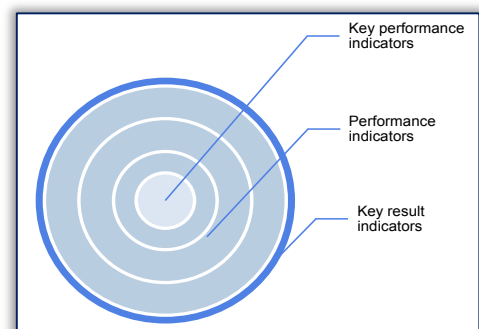 Key performance
indicators
Performance
indicators
Key result
indicators